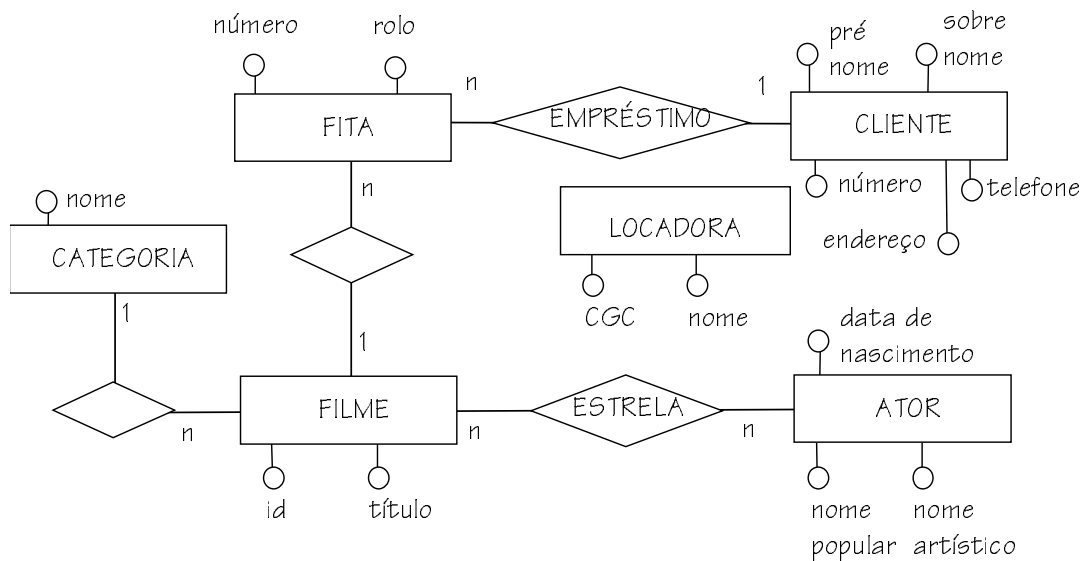 número
rolo
n
EMPRÉSTIMO
1
pré
nome
sobre
nome
FITA
CLIENTE
número
telefone
endereço
n
nome
CATEGORIA
LOCADORA
CGC
nome
1
1
data de
nascimento
FILME
ESTRELA
ATOR
n
n
n
id
título
nome
popular
nome
artístico